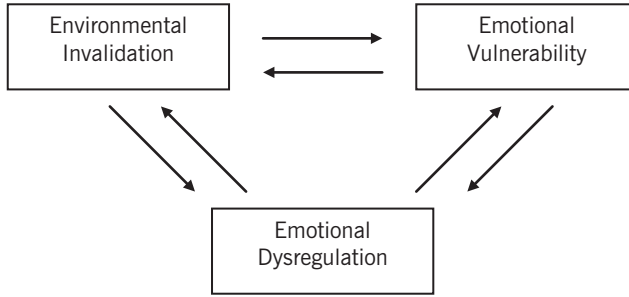 Environmental
Invalidation
Emotional
Vulnerability
Emotional
Dysregulation